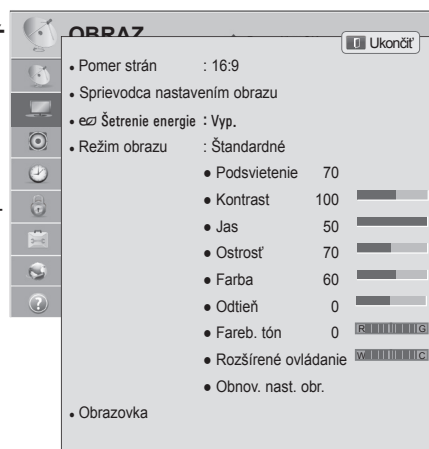 OBRAZ
Ukončiť
• Pomer strán : 16:9
• Sprievodca nastavením obrazu
• Šetrenie energie : Vyp.
• Režim obrazu : Štandardné
● Podsvietenie 70
● Kontrast 100
● Jas 50
● Ostrosť 70
● Farba 60
● Odtieň 0
R G
● Fareb. tón 0
W C
● Rozšírené ovládanie
● Obnov. nast. obr.
• Obrazovka